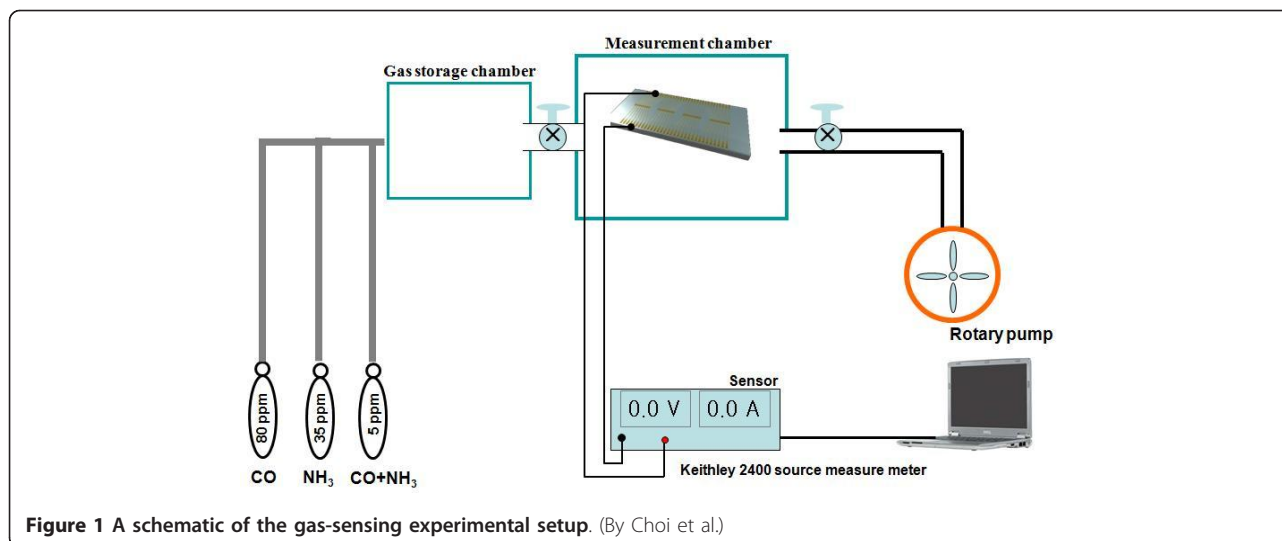 Measurement chamber
Gas storage chamber
Rotary pump
80 ppm
35 ppm
5 ppm
CO
NH₃
CO+NH₃
Sensor
0.0 V
0.0 A
Keithley 2400 source measure meter
Figure 1 A schematic of the gas-sensing experimental setup. (By Choi et al.)